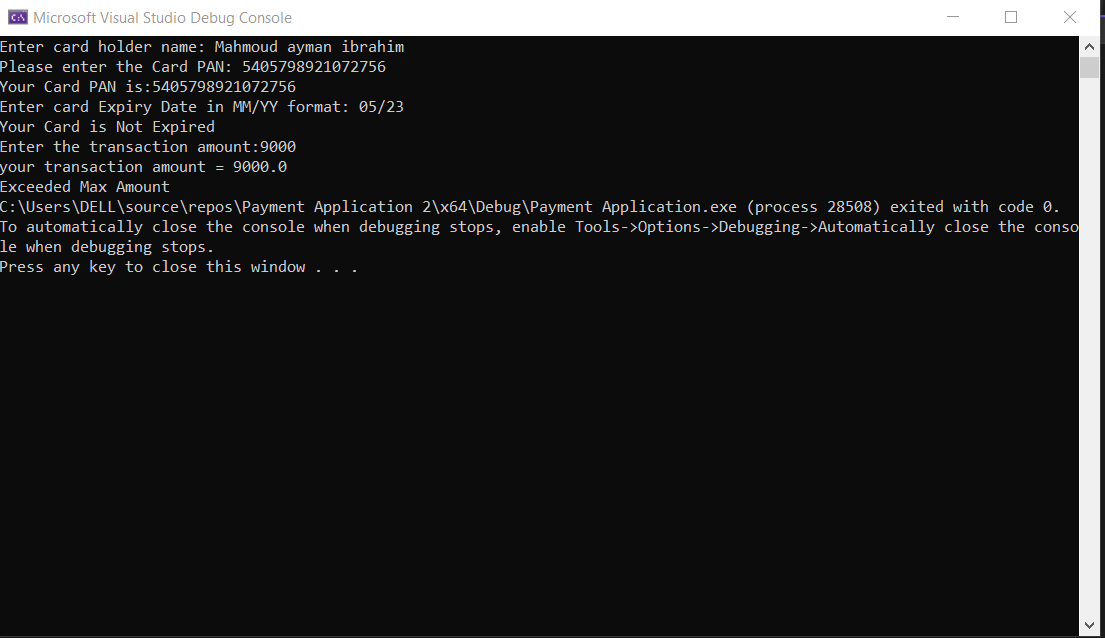 Microsoft Visual Studio Debug Console
Enter card holder name: Mahmoud ayman ibrahim
Please enter the Card PAN: 5405798921072756
Your Card PAN is:5405798921072756
Enter card Expiry Date in MM/YY format: 05/23
Your Card is Not Expired
Enter the transaction amount:9000
your transaction amount = 9000.0
Exceeded Max Amount
C:\Users\DELL\source\repos\Payment Application 2\x64\Debug\Payment Application.exe (process 28508) exited with code 0.
To automatically close the console when debugging stops, enable Tools->Options->Debugging->Automatically close the conso
le when debugging stops.
Press any key to close this window . . .